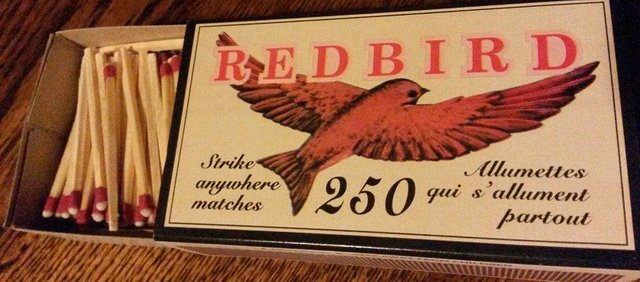 REDBIRD
Strike
anywhere
matches
250
Allumettes
qui s'allument
partout